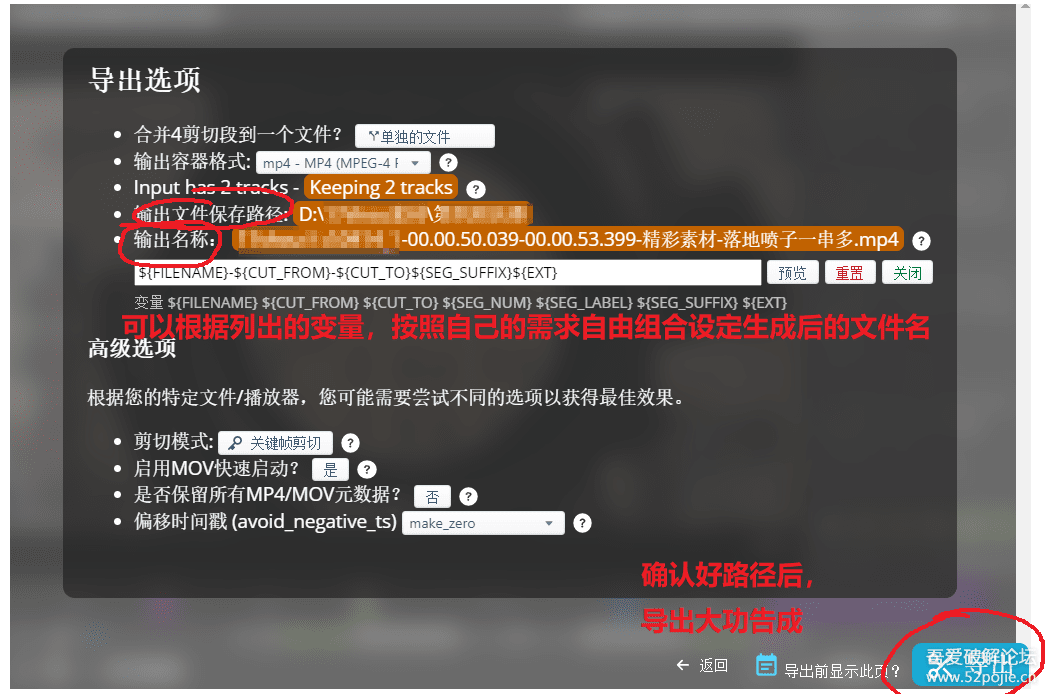 导出选项
合并4剪切段到一个文件？ 单独的文件
输出容器格式: mp4 - MP4 (MPEG-4 F ?
Input has 2 tracks - Keeping 2 tracks ?
输出文件保存路径: D:\ \第
输出名称: -00.00.50.039-00.00.53.399-精彩素材-落地喷子一串多.mp4 ?
${FILENAME}-${CUT_FROM}-${CUT_TO}${SEG_SUFFIX}${EXT} 预览 重置 关闭
变量 ${FILENAME} ${CUT_FROM} ${CUT_TO} ${SEG_NUM} ${SEG_LABEL} ${SEG_SUFFIX} ${EXT}
可以根据列出的变量，按照自己的需求自由组合设定生成后的文件名
高级选项
根据您的特定文件/播放器，您可能需要尝试不同的选项以获得最佳效果。
剪切模式: 关键帧剪切 ?
启用MOV快速启动？ 是 ?
是否保留所有MP4/MOV元数据？ 否 ?
偏移时间戳 (avoid_negative_ts) make_zero ?
确认好路径后，
导出大功告成
← 返回 导出前显示此页？ 导出
吾爱破解论坛
www.52pojie.cn